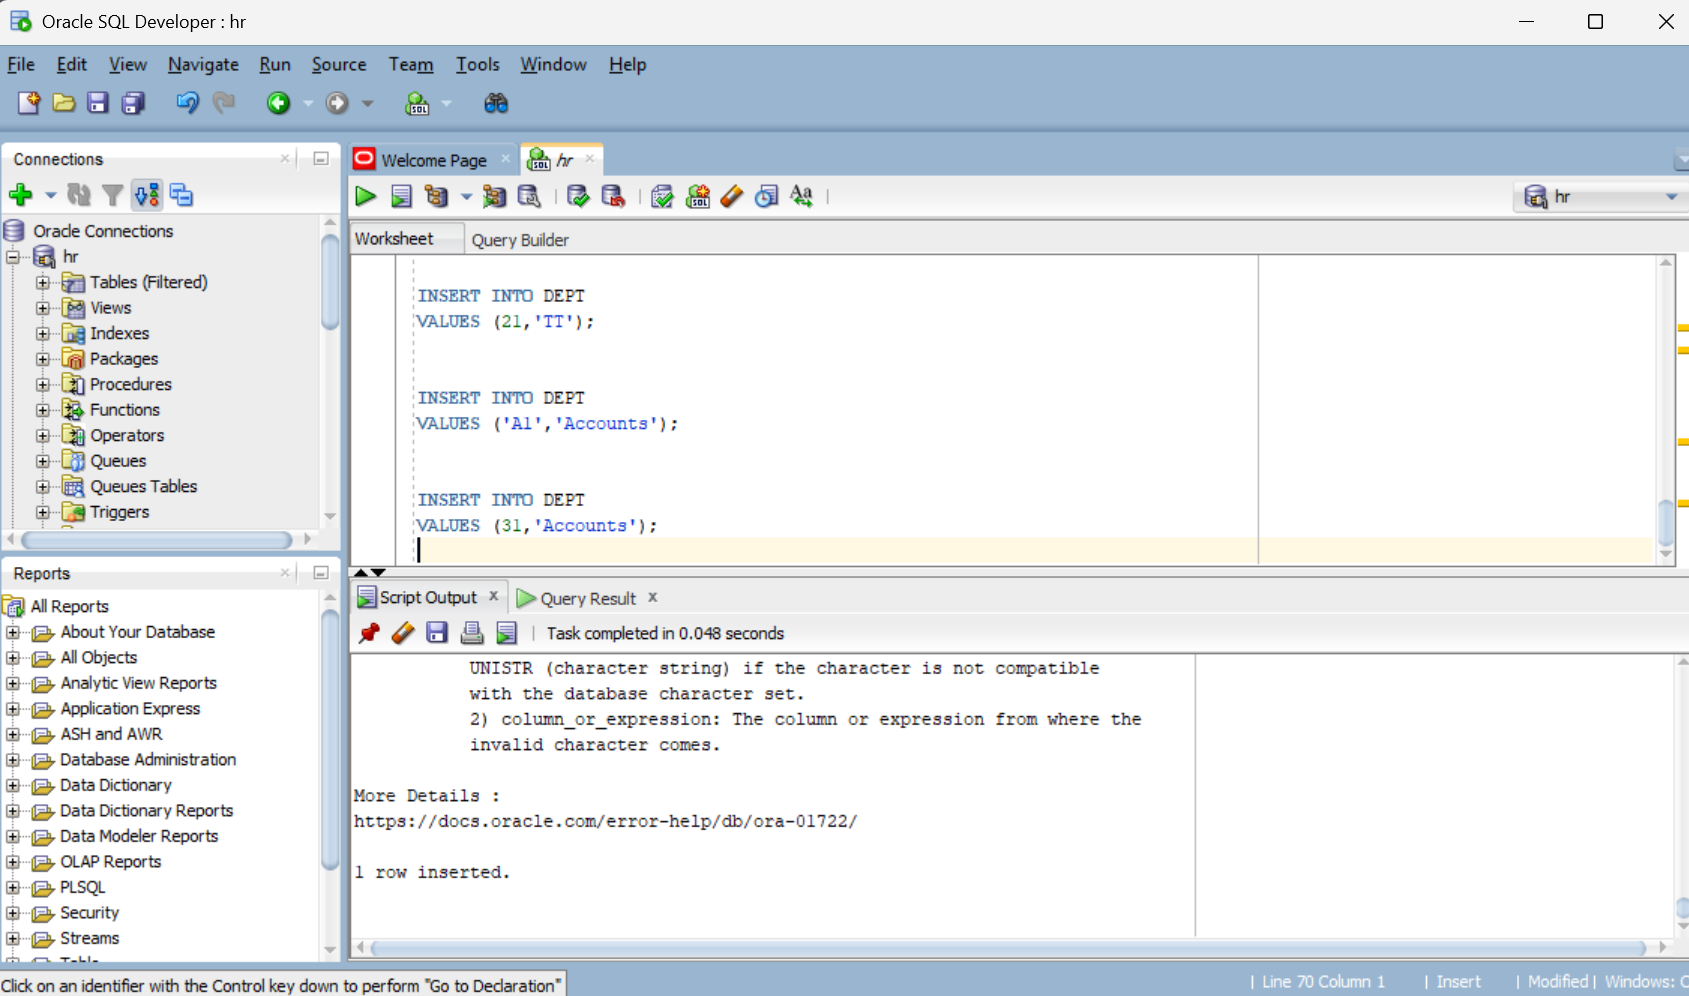 Oracle SQL Developer : hr
File Edit View Navigate Run Source Team Tools Window Help
Connections
Oracle Connections
hr
Tables (Filtered)
Views
Indexes
Packages
Procedures
Functions
Operators
Queues
Queues Tables
Triggers
Reports
All Reports
About Your Database
All Objects
Analytic View Reports
Application Express
ASH and AWR
Database Administration
Data Dictionary
Data Dictionary Reports
Data Modeler Reports
OLAP Reports
PLSQL
Security
Streams
Table
Welcome Page
hr
hr
Worksheet Query Builder
INSERT INTO DEPT
VALUES (21,'TT');
INSERT INTO DEPT
VALUES ('A1','Accounts');
INSERT INTO DEPT
VALUES (31,'Accounts');
Script Output x Query Result x
Task completed in 0.048 seconds
UNISTR (character string) if the character is not compatible
with the database character set.
2) column_or_expression: The column or expression from where the
invalid character comes.
More Details :
https://docs.oracle.com/error-help/db/ora-01722/
1 row inserted.
Click on an identifier with the Control key down to perform "Go to Declaration"
| Line 70 Column 1 | Insert | Modified | Windows: C